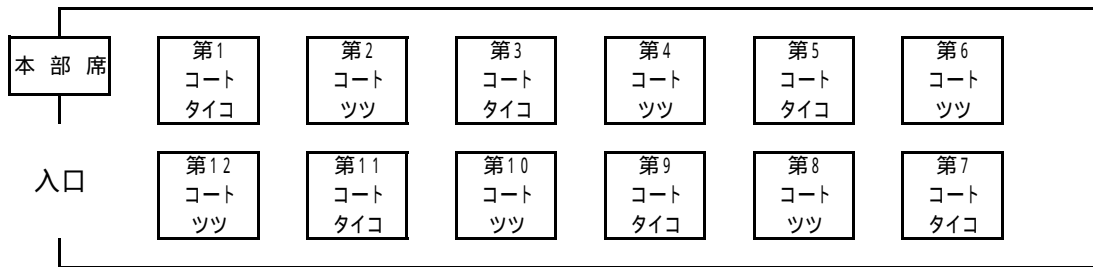 本 部 席
第1
コート
タイコ
第2
コート
ツツ
第3
コート
タイコ
第4
コート
ツツ
第5
コート
タイコ
第6
コート
ツツ
入口
第12
コート
ツツ
第11
コート
タイコ
第10
コート
ツツ
第9
コート
タイコ
第8
コート
ツツ
第7
コート
タイコ